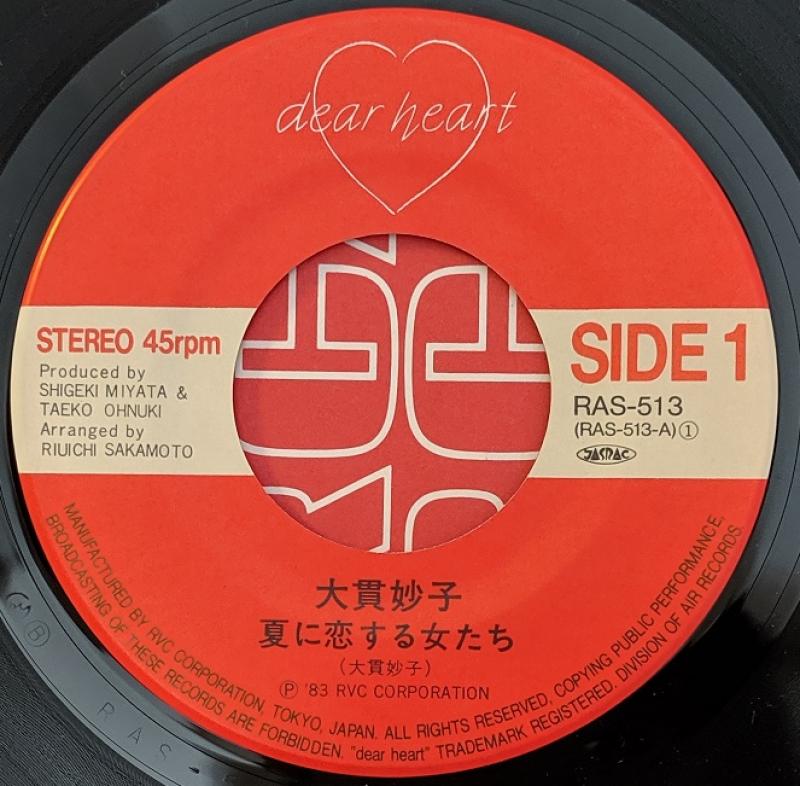 dear heart
STEREO 45rpm
Produced by
SHIGEKI MIYATA &
TAEKO OHNUKI
Arranged by
RIUICHI SAKAMOTO
SIDE 1
RAS-513
(RAS-513-A)①
JASRAC
大貫妙子
夏に恋する女たち
(大貫妙子)
Ⓟ '83 RVC CORPORATION
MANUFACTURED BY RVC CORPORATION, TOKYO, JAPAN. ALL RIGHTS RESERVED, COPYING PUBLIC PERFORMANCE,
BROADCASTING OF THESE RECORDS ARE FORBIDDEN. "dear heart" TRADEMARK REGISTERED. DIVISION OF AIR RECORDS.
RAS-